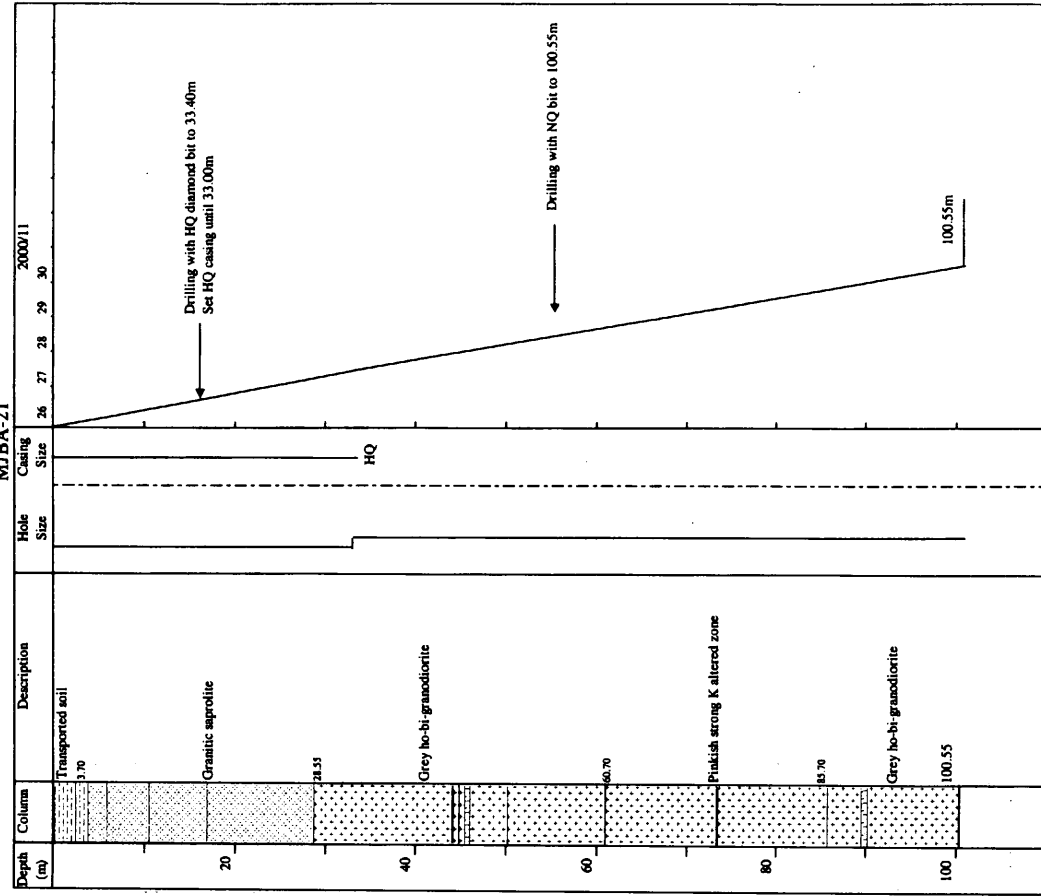 MJBA-21
Depth
(m)
Column
Description
Hole
Size
Casing
Size
2000/11
26 27 28 29 30
Transported soil
3.70
Granitic saprolite
20
28.55
Drilling with HQ diamond bit to 33.40m
Set HQ casing until 33.00m
HQ
40
Grey ho-bi-granodiorite
Drilling with NQ bit to 100.55m
60
60.70
Pinkish strong K altered zone
80
85.70
Grey ho-bi-granodiorite
100
100.55
100.55m